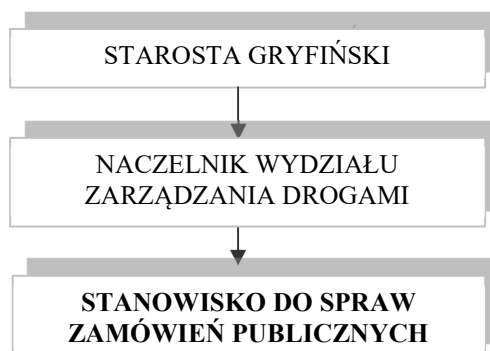 STAROSTA GRYFIŃSKI
NACZELNIK WYDZIAŁU
ZARZĄDZANIA DROGAMI
STANOWISKO DO SPRAW
ZAMÓWIEŃ PUBLICZNYCH